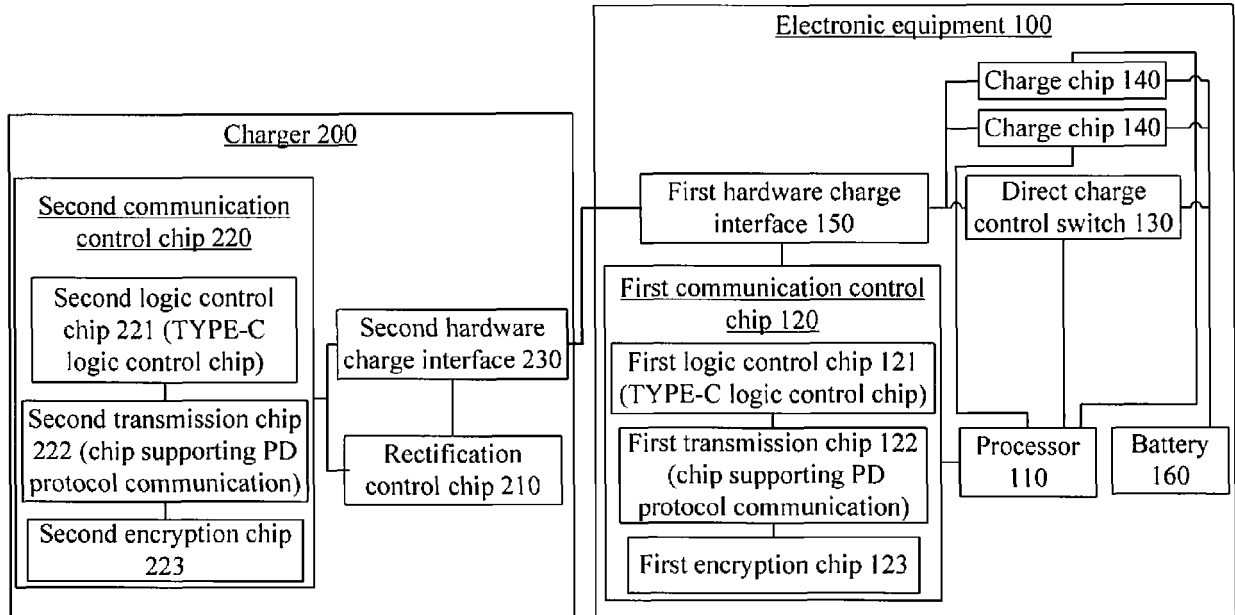 Electronic equipment 100
Charge chip 140
Charge chip 140
Charger 200
First hardware charge
interface 150
Direct charge
control switch 130
Second communication
control chip 220
Second logic control
chip 221 (TYPE-C
logic control chip)
Second hardware
charge interface 230
First communication control
chip 120
First logic control chip 121
(TYPE-C logic control chip)
Second transmission chip
222 (chip supporting PD
protocol communication)
Rectification
control chip 210
First transmission chip 122
(chip supporting PD
protocol communication)
Processor
110
Battery
160
Second encryption chip
223
First encryption chip 123